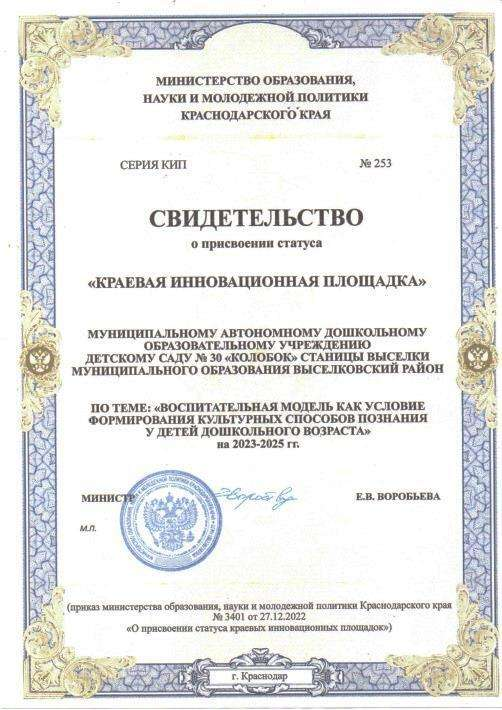 МИНИСТЕРСТВО ОБРАЗОВАНИЯ,
НАУКИ И МОЛОДЕЖНОЙ ПОЛИТИКИ
КРАСНОДАРСКОГО КРАЯ
СЕРИЯ КИП № 253
СВИДЕТЕЛЬСТВО
о присвоении статуса
«КРАЕВАЯ ИННОВАЦИОННАЯ ПЛОЩАДКА»
МУНИЦИПАЛЬНОМУ АВТОНОМНОМУ ДОШКОЛЬНОМУ
ОБРАЗОВАТЕЛЬНОМУ УЧРЕЖДЕНИЮ
ДЕТСКОМУ САДУ № 30 «КОЛОБОК» СТАНИЦЫ ВЫСЕЛКИ
МУНИЦИПАЛЬНОГО ОБРАЗОВАНИЯ ВЫСЕЛКОВСКИЙ РАЙОН
ПО ТЕМЕ: «ВОСПИТАТЕЛЬНАЯ МОДЕЛЬ КАК УСЛОВИЕ
ФОРМИРОВАНИЯ КУЛЬТУРНЫХ СПОСОБОВ ПОЗНАНИЯ
У ДЕТЕЙ ДОШКОЛЬНОГО ВОЗРАСТА»
на 2023-2025 гг.
МИНИСТР Е.В. ВОРОБЬЕВА
М.П.
(приказ министерства образования, науки и молодежной политики Краснодарского края
№ 3401 от 27.12.2022
«О присвоении статуса краевых инновационных площадок»)
г. Краснодар